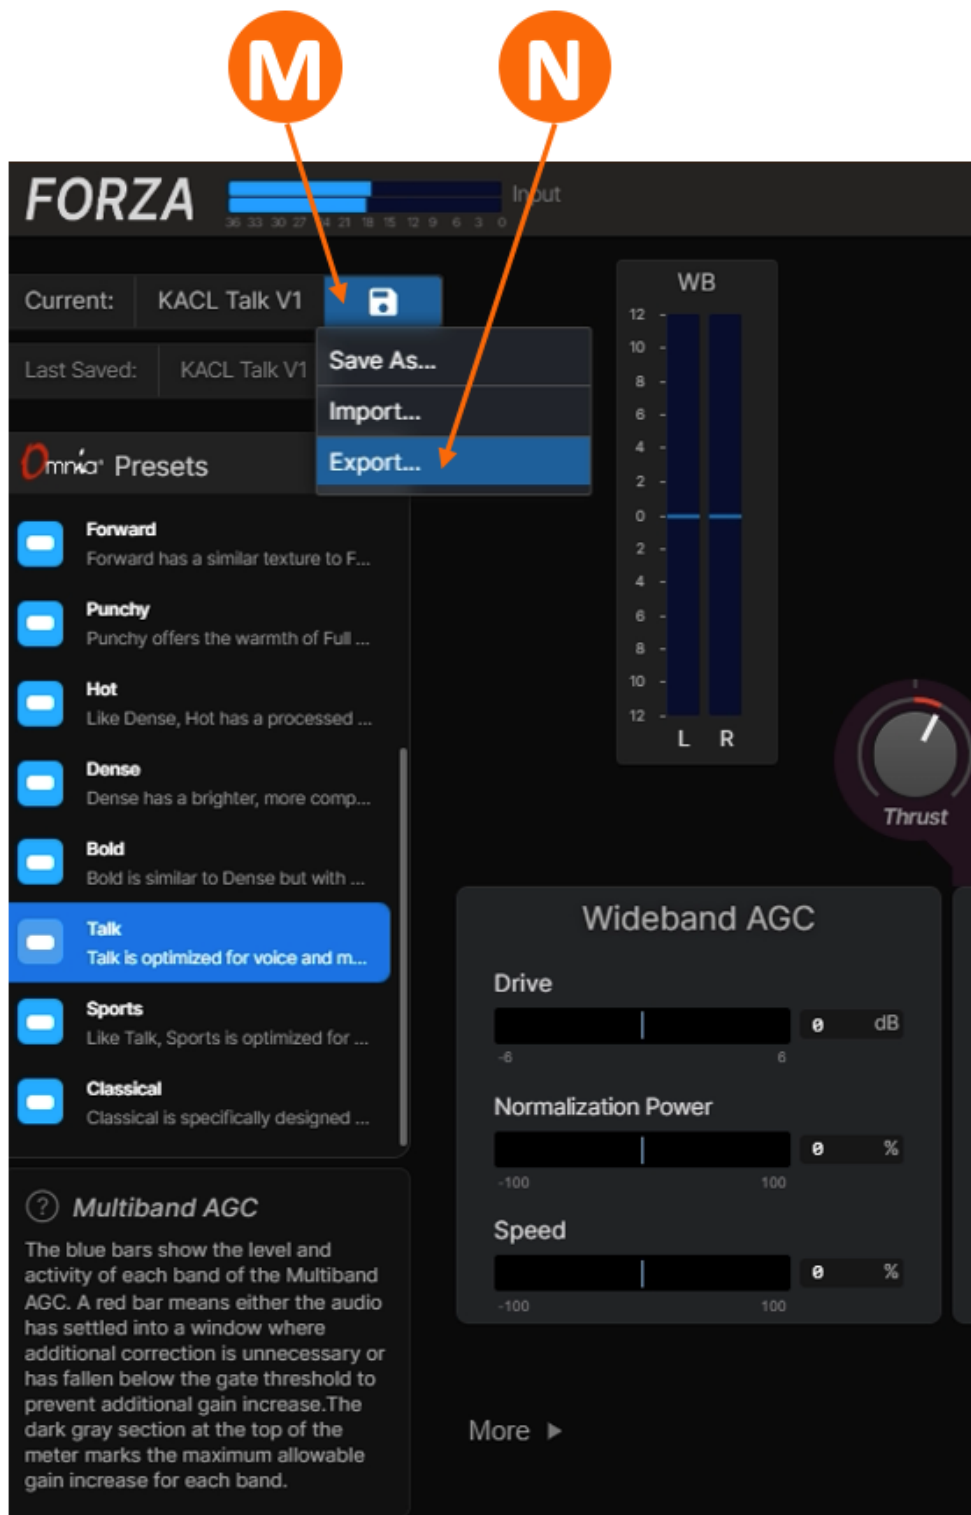 M N
FORZA
Input
36 33 30 27 24 21 18 15 12 9 6 3 0
Current: KACL Talk V1
Last Saved: KACL Talk V1
Save As...
Import...
Export...
Omnia Presets
Forward
Forward has a similar texture to F...
Punchy
Punchy offers the warmth of Full ...
Hot
Like Dense, Hot has a processed ...
Dense
Dense has a brighter, more comp...
Bold
Bold is similar to Dense but with ...
Talk
Talk is optimized for voice and m...
Sports
Like Talk, Sports is optimized for ...
Classical
Classical is specifically designed ...
? Multiband AGC
The blue bars show the level and
activity of each band of the Multiband
AGC. A red bar means either the audio
has settled into a window where
additional correction is unnecessary or
has fallen below the gate threshold to
prevent additional gain increase.The
dark gray section at the top of the
meter marks the maximum allowable
gain increase for each band.
WB
12
10
8
6
4
2
0
2
4
6
8
10
12
L R
Thrust
Wideband AGC
Drive
0 dB
-6 6
Normalization Power
0 %
-100 100
Speed
0 %
-100 100
More